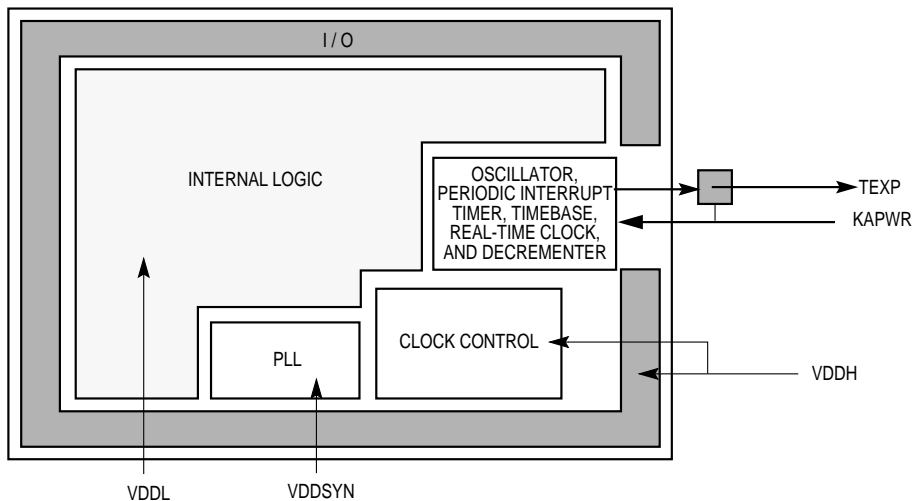 I/O
INTERNAL LOGIC
OSCILLATOR,
PERIODIC INTERRUPT
TIMER, TIMEBASE,
REAL-TIME CLOCK,
AND DECREMENTER
TEXP
KAPWR
CLOCK CONTROL
PLL
VDDH
VDDL
VDDSYN